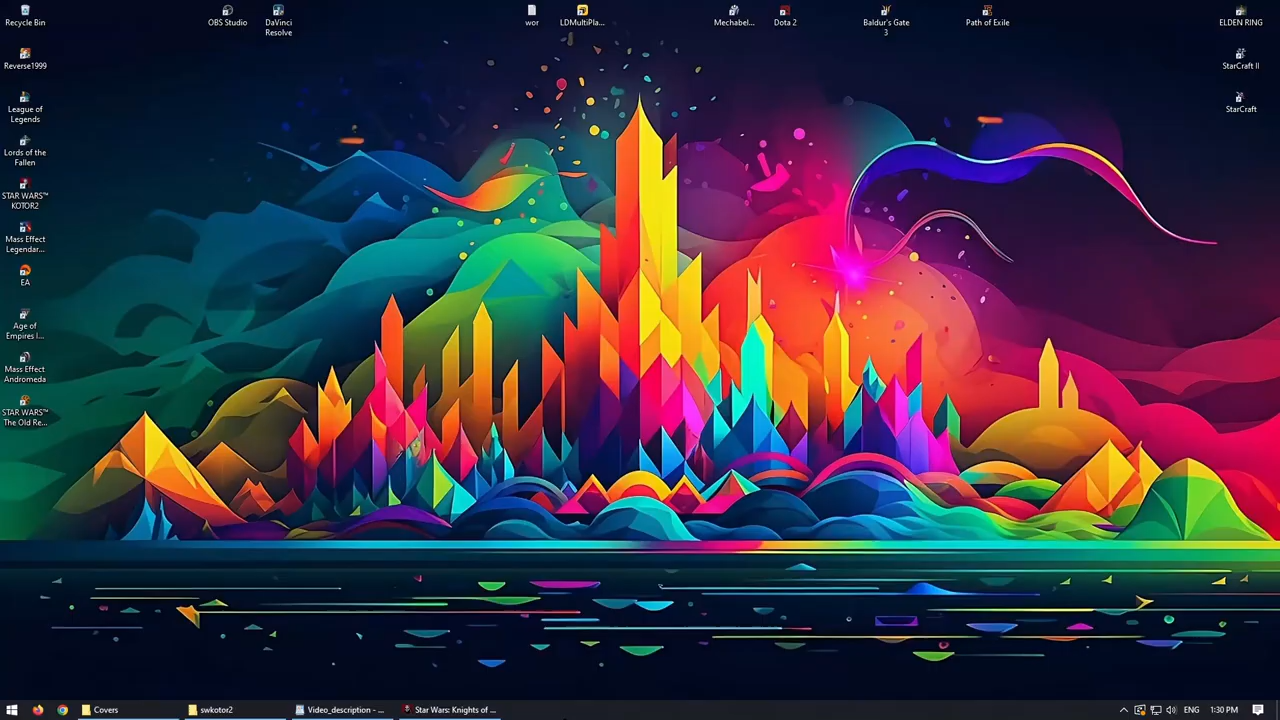 Recycle Bin
OBS Studio
DaVinci
Resolve
wor
LDMultiPla...
Mechabel...
Dota 2
Baldur's Gate
3
Path of Exile
ELDEN RING
Reverse1999
StarCraft II
League of
Legends
StarCraft
Lords of the
Fallen
STAR WARS™
KOTOR2
Mass Effect
Legendar...
EA
Age of
Empires I...
Mass Effect
Andromeda
STAR WARS™
The Old Re...
Covers
swkotor2
Video_description - ...
Star Wars: Knights of ...
ENG
1:30 PM